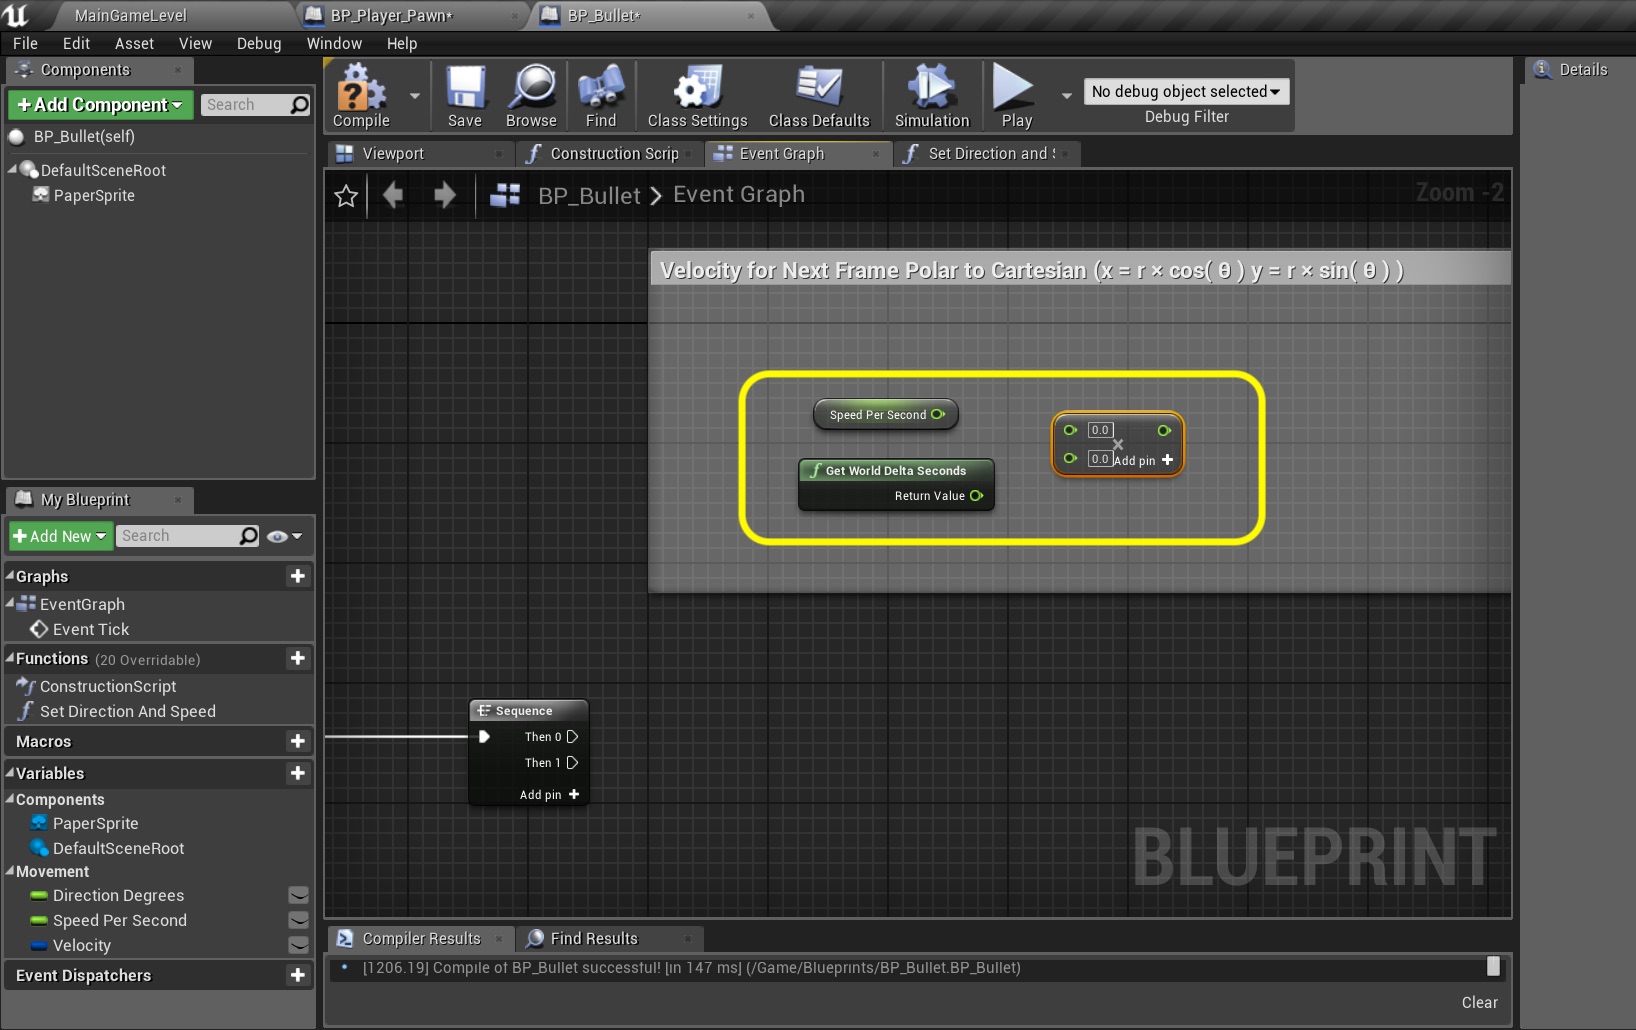 MainGameLevel
BP_Player_Pawn*
BP_Bullet*
File Edit Asset View Debug Window Help
Components
Add Component
Search
BP_Bullet(self)
DefaultSceneRoot
PaperSprite
Compile
Save
Browse
Find
Class Settings
Class Defaults
Simulation
Play
No debug object selected
Debug Filter
Details
Viewport
Construction Scrip
Event Graph
Set Direction and S
BP_Bullet > Event Graph
Zoom -2
Velocity for Next Frame Polar to Cartesian (x = r × cos( θ ) y = r × sin( θ ) )
Speed Per Second
0.0
×
0.0 Add pin
f Get World Delta Seconds
Return Value
My Blueprint
Add New
Search
Graphs
EventGraph
Event Tick
Functions (20 Overridable)
ConstructionScript
Set Direction And Speed
Macros
Variables
Components
PaperSprite
DefaultSceneRoot
Movement
Direction Degrees
Speed Per Second
Velocity
Event Dispatchers
Sequence
Then 0
Then 1
Add pin
BLUEPRINT
Compiler Results
Find Results
[1206.19] Compile of BP_Bullet successful! [in 147 ms] (/Game/Blueprints/BP_Bullet.BP_Bullet)
Clear